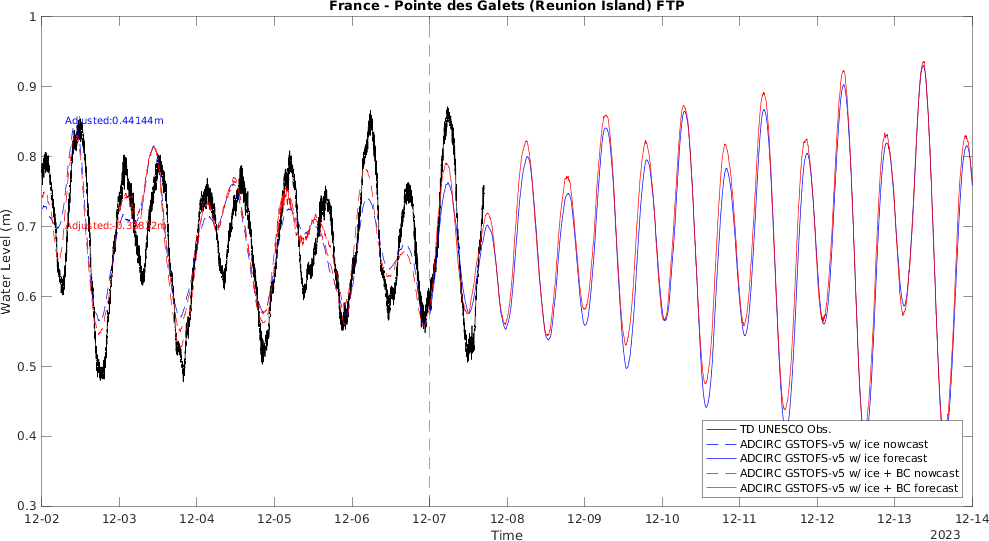 France - Pointe des Galets (Reunion Island) FTP
1
0.9
0.8
0.7
0.6
0.5
0.4
0.3
Water Level (m)
Adjusted:0.44144m
TD UNESCO Obs.
ADCIRC GSTOFS-v5 w/ ice nowcast
ADCIRC GSTOFS-v5 w/ ice forecast
ADCIRC GSTOFS-v5 w/ ice + BC nowcast
ADCIRC GSTOFS-v5 w/ ice + BC forecast
12-02 12-03 12-04 12-05 12-06 12-07 12-08 12-09 12-10 12-11 12-12 12-13 12-14
Time
2023